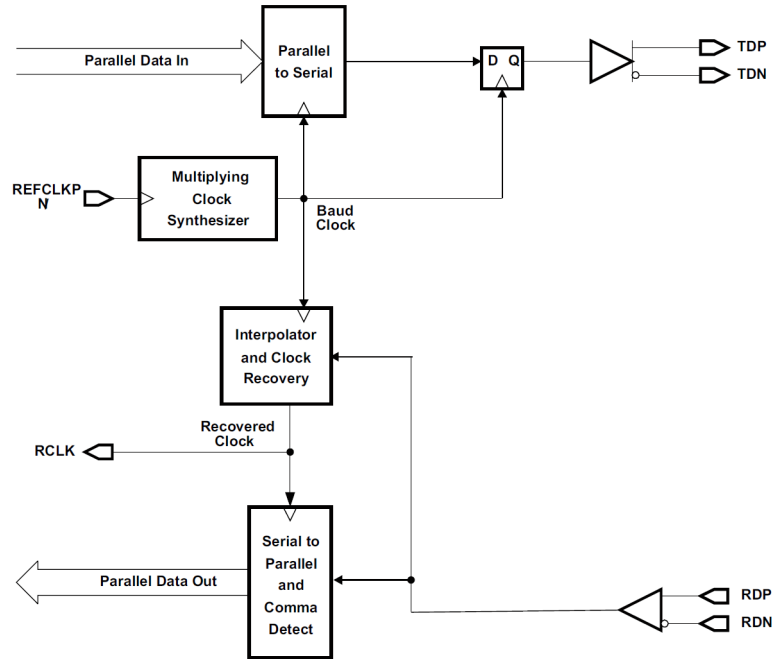 Parallel Data In
Parallel
to Serial
D Q
TDP
TDN
REFCLKP
N/
Multiplying
Clock
Synthesizer
Baud
Clock
Interpolator
and Clock
Recovery
Recovered
Clock
RCLK
Serial to
Parallel
and
Comma
Detect
Parallel Data Out
RDP
RDN